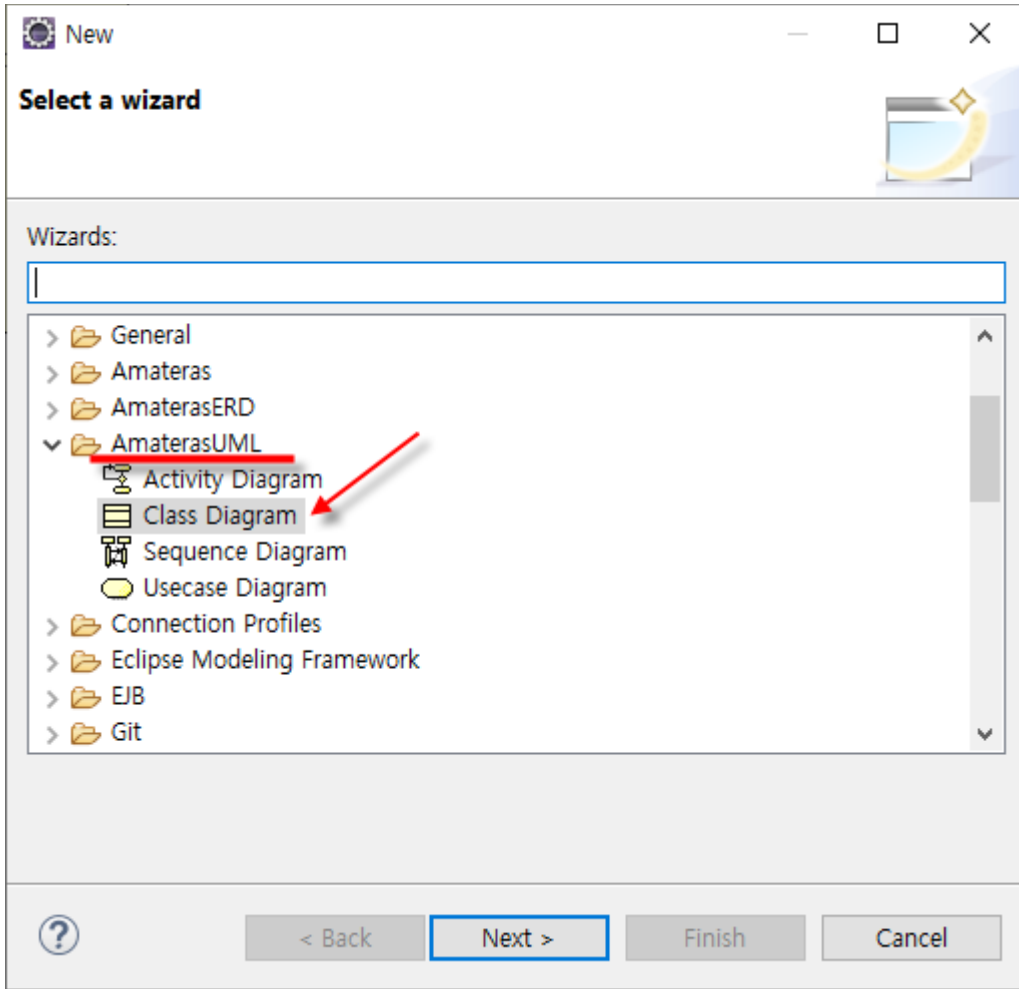 New
Select a wizard
Wizards:
General
Amateras
AmaterasERD
AmaterasUML
Activity Diagram
Class Diagram
Sequence Diagram
Usecase Diagram
Connection Profiles
Eclipse Modeling Framework
EJB
Git
? < Back Next > Finish Cancel